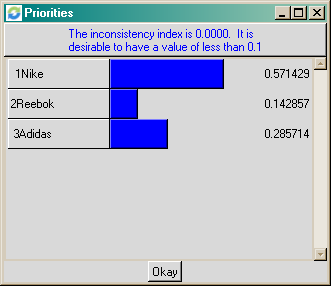 Priorities
The inconsistency index is 0.0000. It is
desirable to have a value of less than 0.1
1Nike 0.571429
2Reebok 0.142857
3Adidas 0.285714
Okay